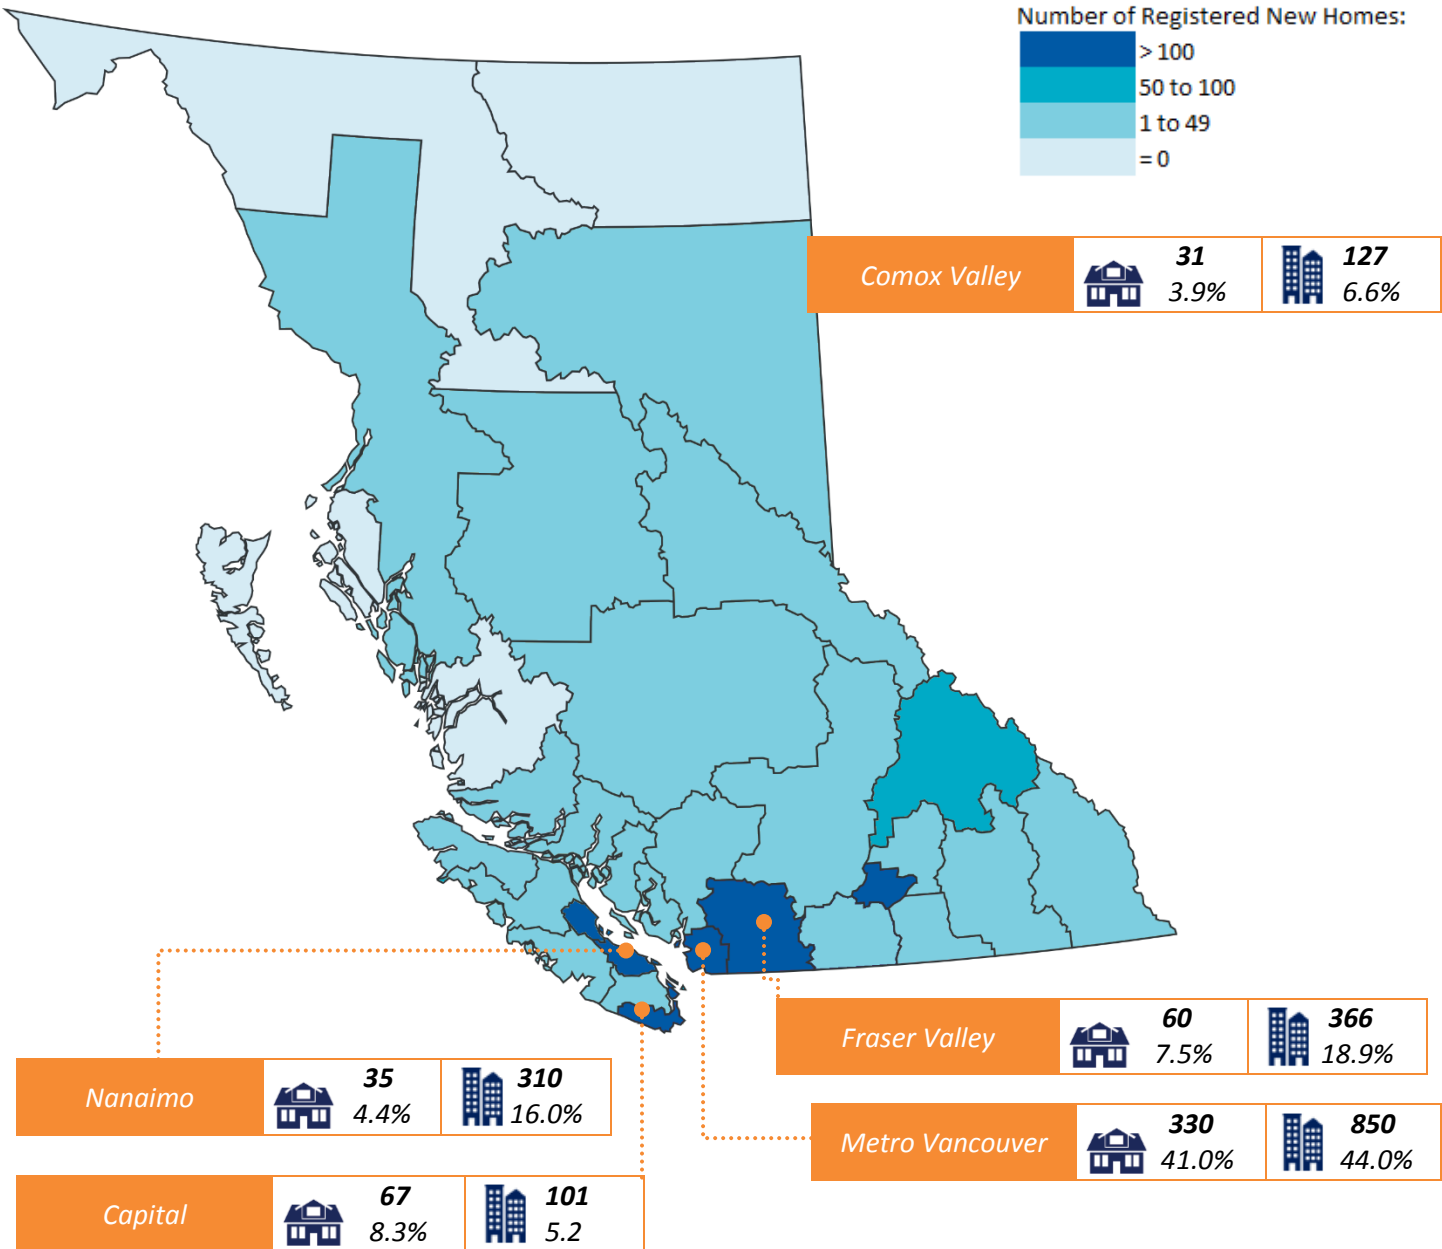 Number of Registered New Homes:
> 100
50 to 100
1 to 49
= 0
Comox Valley
31
3.9%
127
6.6%
Fraser Valley
60
7.5%
366
18.9%
Nanaimo
35
4.4%
310
16.0%
Metro Vancouver
330
41.0%
850
44.0%
Capital
67
8.3%
101
5.2